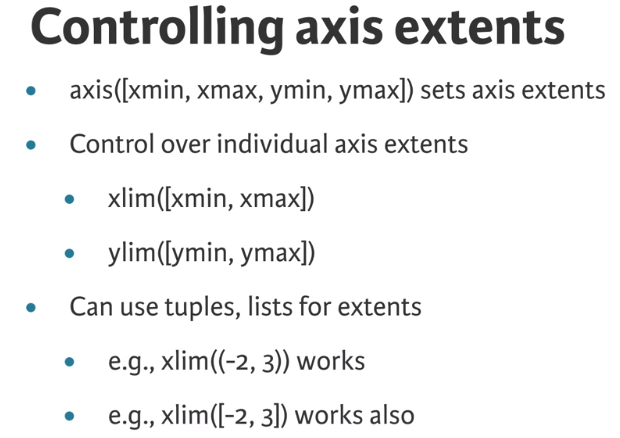 Controlling axis extents
• axis([xmin, xmax, ymin, ymax]) sets axis extents
• Control over individual axis extents
• xlim([xmin, xmax])
• ylim([ymin, ymax])
• Can use tuples, lists for extents
• e.g., xlim((-2, 3)) works
• e.g., xlim([-2, 3]) works also